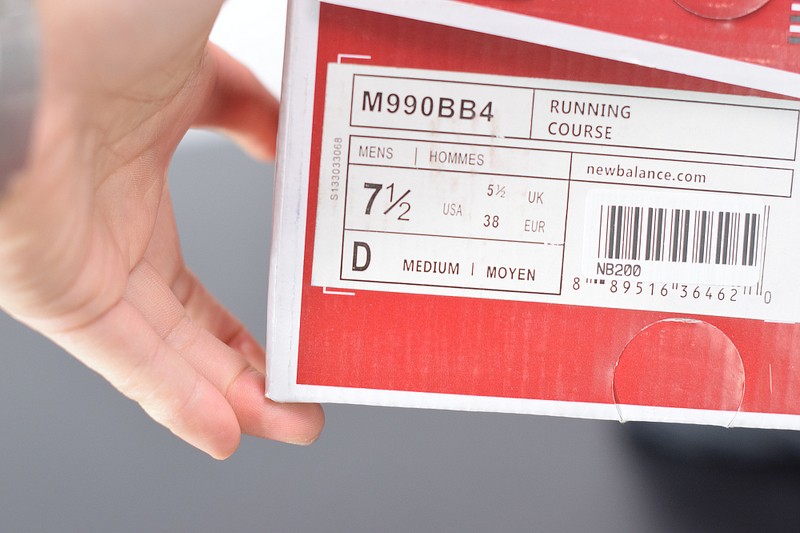 M990BB4
RUNNING
COURSE
MENS | HOMMES
newbalance.com
7½ USA
5½ UK
38 EUR
D MEDIUM | MOYEN
NB200
8 89516 36462 0
S133033068